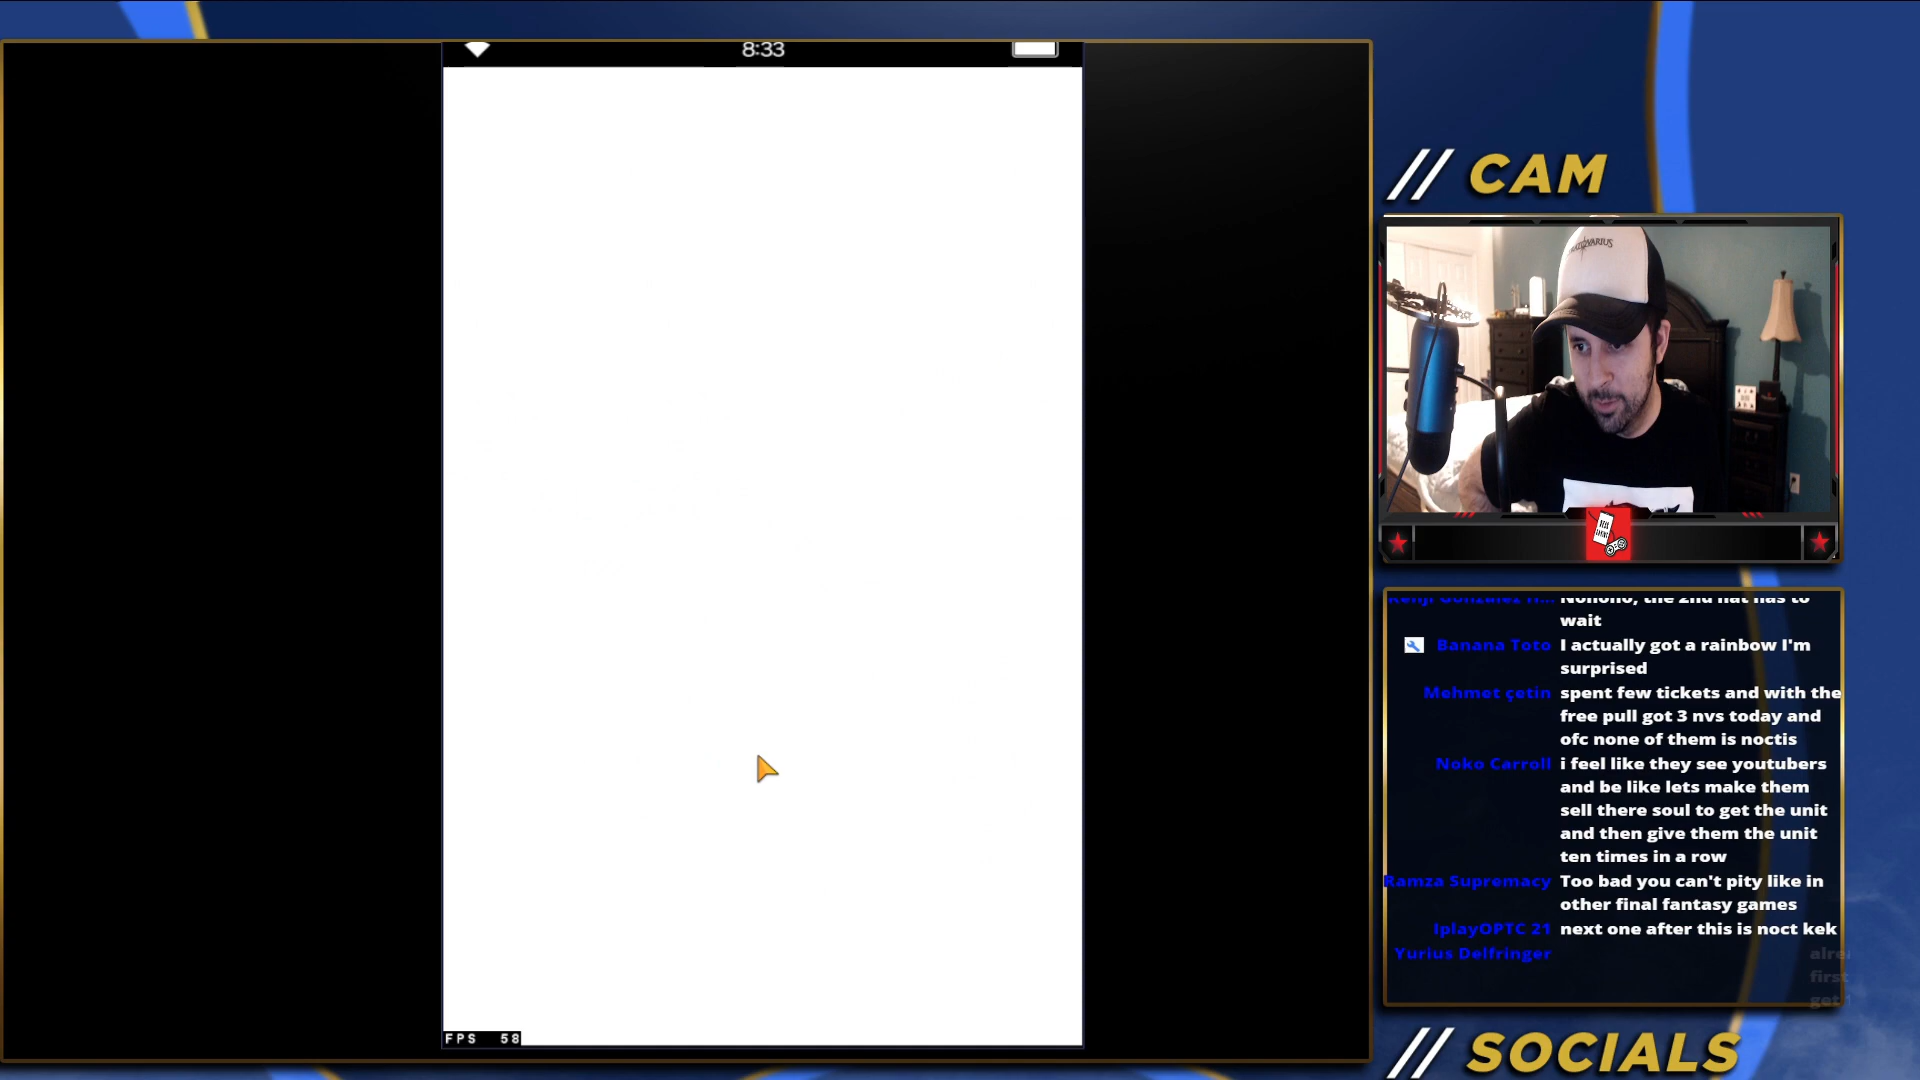 8:33
// CAM
wait
Banana Toto I actually got a rainbow I'm
surprised
Mehmet çetin spent few tickets and with the
free pull got 3 nvs today and
ofc none of them is noctis
Noko Carroll i feel like they see youtubers
and be like lets make them
sell there soul to get the unit
and then give them the unit
ten times in a row
Ramza Supremacy Too bad you can't pity like in
other final fantasy games
IplayOPTC 21 next one after this is noct kek
Yurius Delfringer
FPS 58
// SOCIALS